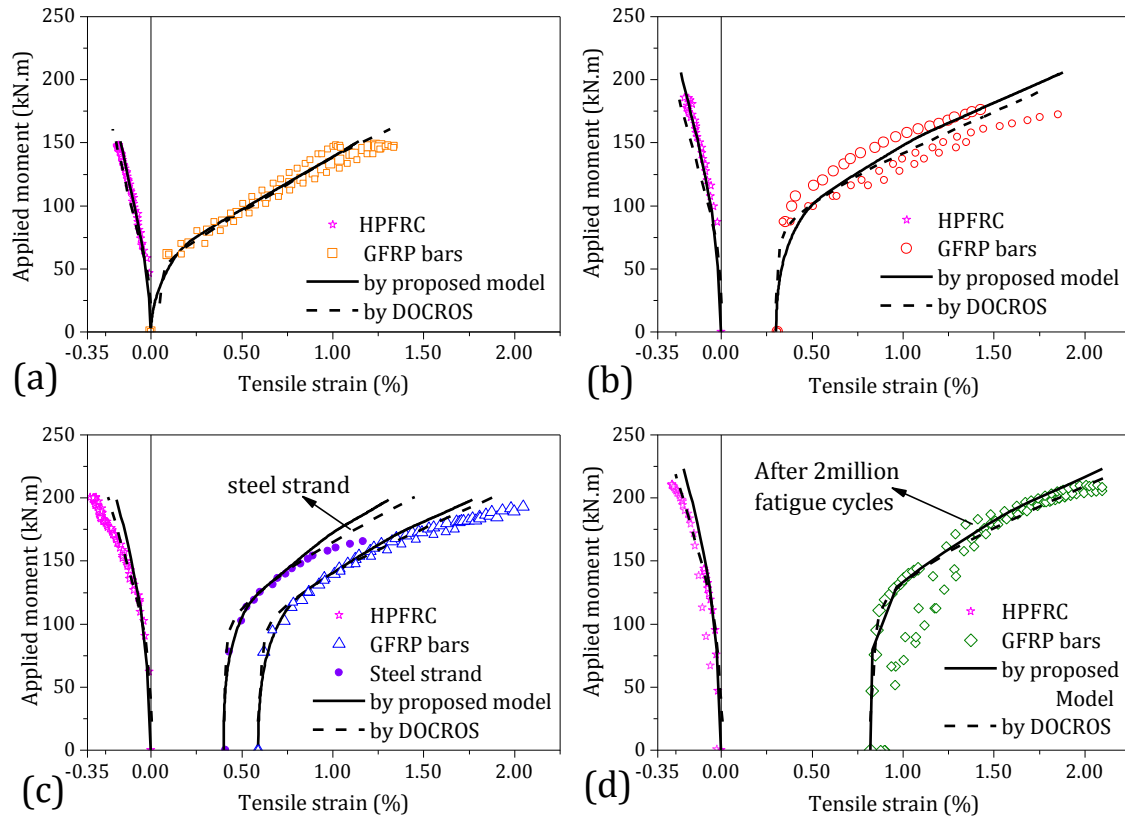 250
200
150
100
50
0
Applied moment (kN.m)
HPFRC
GFRP bars
by proposed model
by DOCROS
-0.35 0.00 0.50 1.00 1.50 2.00
Tensile strain (%)
(a)
250
200
150
100
50
0
Applied moment (kN.m)
HPFRC
GFRP bars
by proposed model
by DOCROS
-0.35 0.00 0.50 1.00 1.50 2.00
Tensile strain (%)
(b)
250
200
150
100
50
0
Applied moment (kN.m)
steel strand
HPFRC
GFRP bars
Steel strand
by proposed model
by DOCROS
-0.35 0.00 0.50 1.00 1.50 2.00
Tensile strain (%)
(c)
250
200
150
100
50
0
Applied moment (kN.m)
After 2million
fatigue cycles
HPFRC
GFRP bars
by proposed
Model
by DOCROS
-0.35 0.00 0.50 1.00 1.50 2.00
Tensile strain (%)
(d)